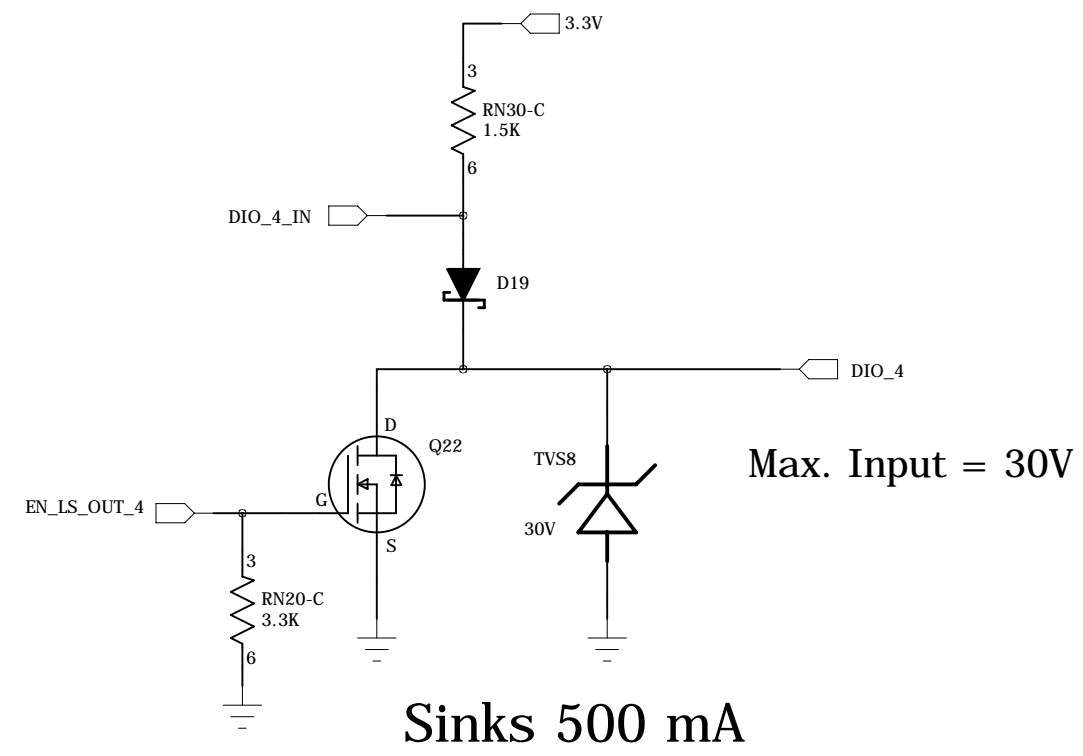 3.3V
3
RN30-C
1.5K
6
DIO_4_IN
D19
DIO_4
D
Q22
TVS8
Max. Input = 30V
G
EN_LS_OUT_4
30V
S
3
RN20-C
3.3K
6
Sinks 500 mA